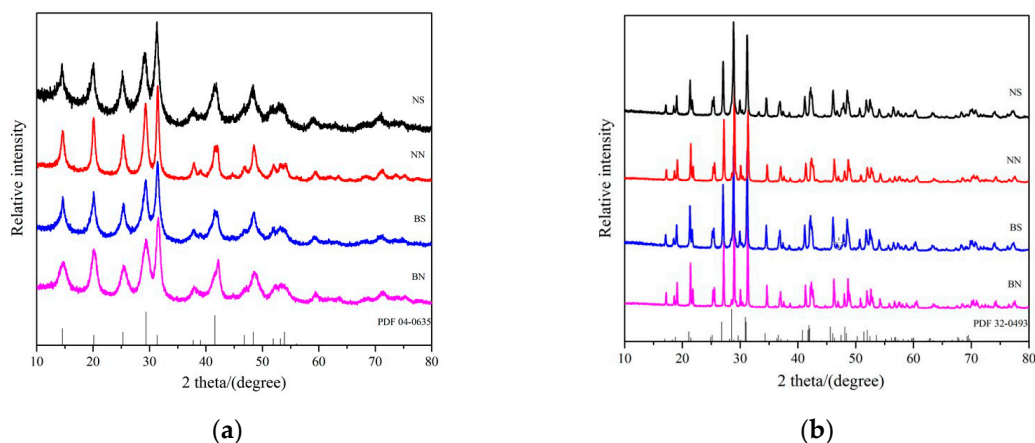 Relative intensity
NS
NN
BS
BN
PDF 04-0635
10 20 30 40 50 60 70 80
2 theta/(degree)
(a)
Relative intensity
NS
NN
BS
BN
PDF 32-0493
10 20 30 40 50 60 70 80
2 theta/(degree)
(b)